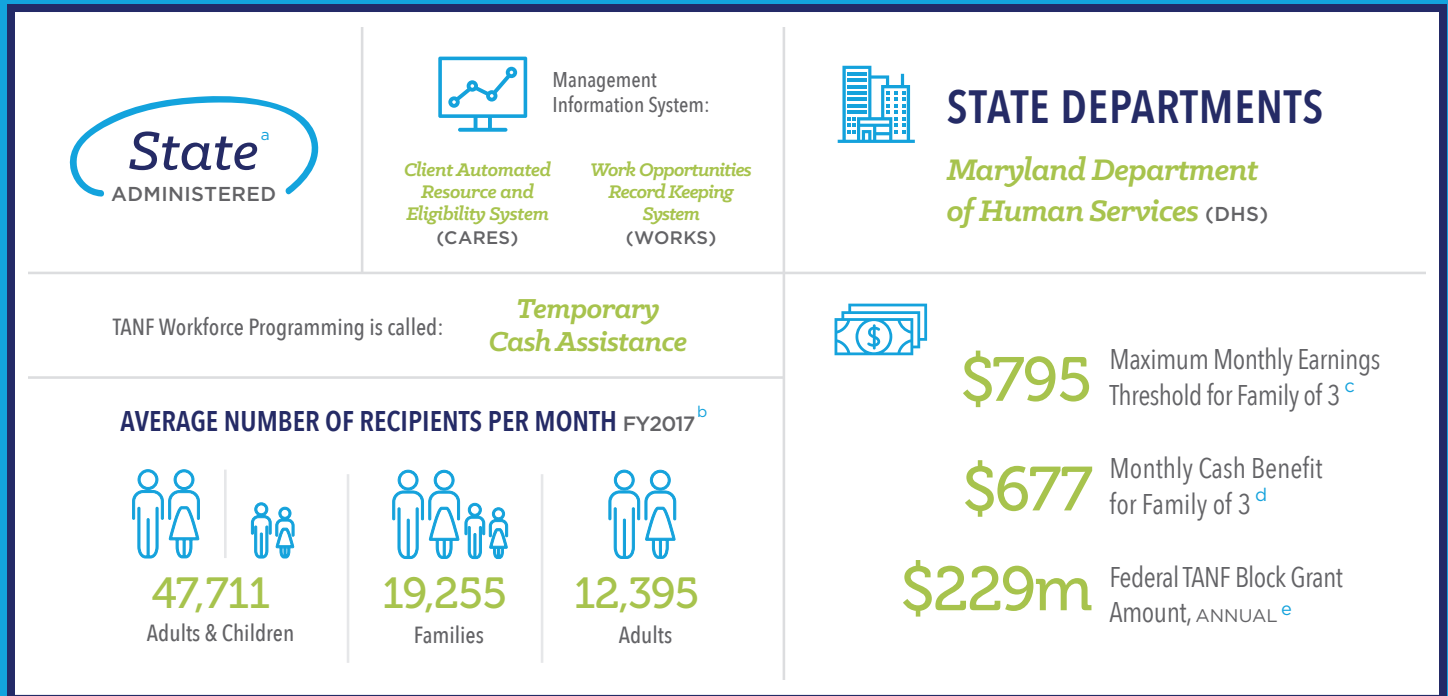 State a
ADMINISTERED
Management
Information System:
Client Automated
Resource and
Eligibility System
(CARES)
Work Opportunities
Record Keeping
System
(WORKS)
STATE DEPARTMENTS
Maryland Department
of Human Services (DHS)
TANF Workforce Programming is called:
Temporary
Cash Assistance
AVERAGE NUMBER OF RECIPIENTS PER MONTH FY2017 b
47,711
Adults & Children
19,255
Families
12,395
Adults
$
$795
Maximum Monthly Earnings
Threshold for Family of 3 c
$677
Monthly Cash Benefit
for Family of 3 d
$229m
Federal TANF Block Grant
Amount, ANNUAL e